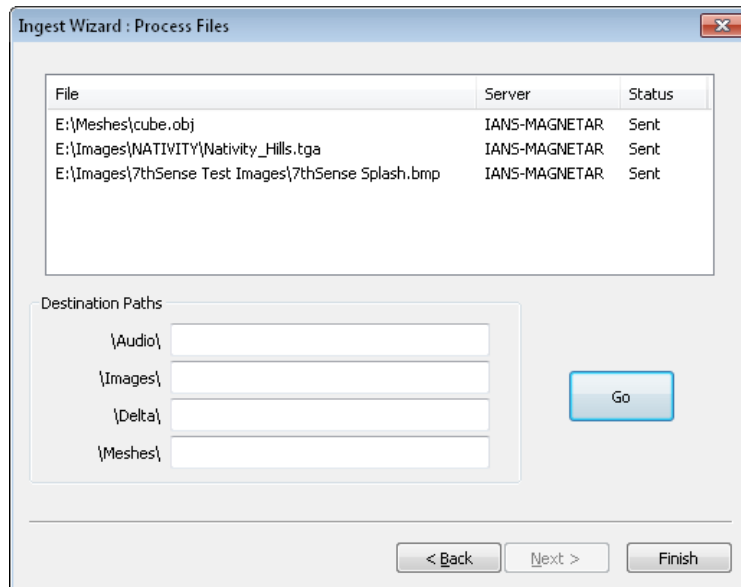 Ingest Wizard : Process Files
File Server Status
E:\Meshes\cube.obj IANS-MAGNETAR Sent
E:\Images\NATIVITY\Nativity_Hills.tga IANS-MAGNETAR Sent
E:\Images\7thSense Test Images\7thSense Splash.bmp IANS-MAGNETAR Sent
Destination Paths
\Audio\
\Images\
\Delta\
\Meshes\
Go
< Back Next > Finish